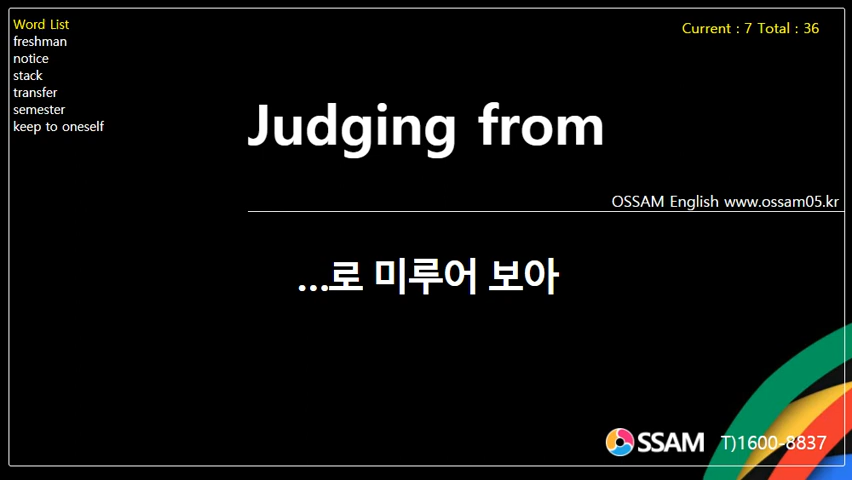 Word List
freshman
notice
stack
transfer
semester
keep to oneself
Current : 7 Total : 36
Judging from
OSSAM English www.ossam05.kr
...로 미루어 보아
OSSAM T)1600-8837